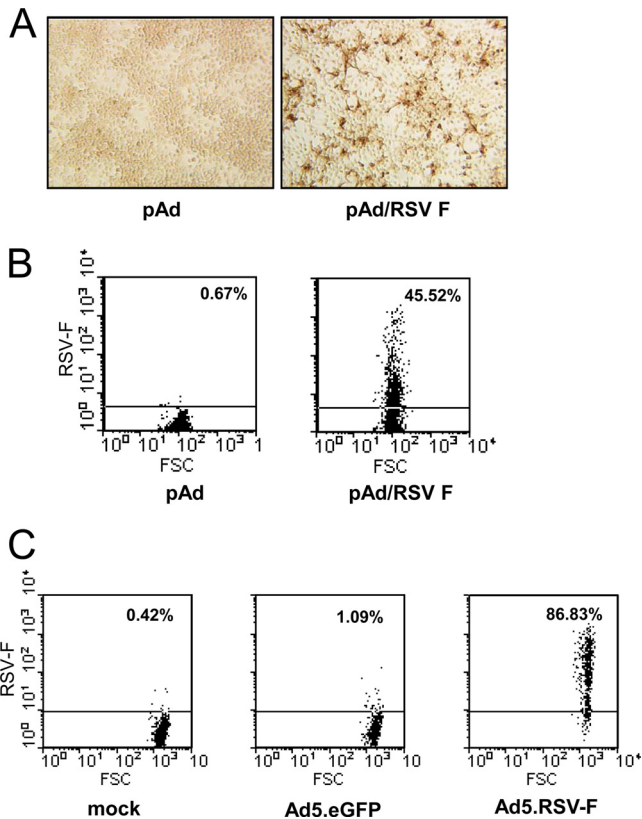 A
pAd pAd/RSV F
B
10⁴ 10³ 10² 10¹ 10⁰
RSV-F
0.67%
45.52%
10⁰ 10¹ 10² 10³ 1
10⁰ 10¹ 10² 10³ 10⁴
FSC FSC
pAd pAd/RSV F
C
10⁴ 10³ 10² 10¹ 10⁰
RSV-F
0.42% 1.09% 86.83%
10⁰ 10¹ 10² 10³ 10
10⁰ 10¹ 10² 10³ 10
10⁰ 10¹ 10² 10³ 10⁴
FSC FSC FSC
mock Ad5.eGFP Ad5.RSV-F